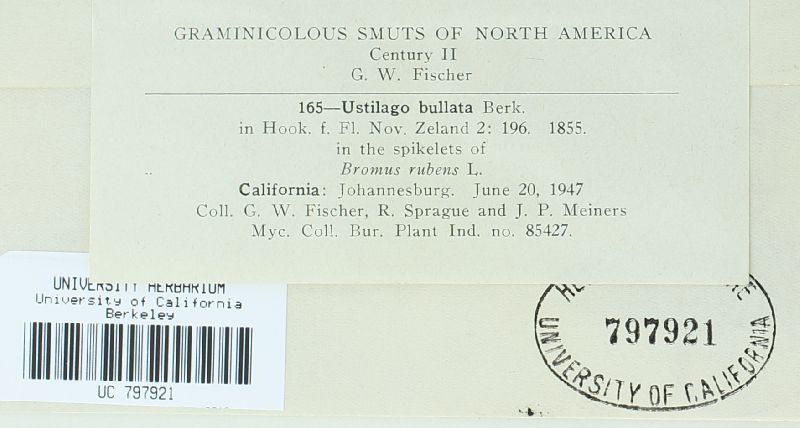 GRAMINICOLOUS SMUTS OF NORTH AMERICA
Century II
G. W. Fischer
165—Ustilago bullata Berk.
in Hook. f. Fl. Nov. Zeland 2: 196. 1855.
in the spikelets of
Bromus rubens L.
California: Johannesburg. June 20, 1947
Coll. G. W. Fischer, R. Sprague and J. P. Meiners
Myc. Coll. Bur. Plant Ind. no. 85427.
UNIVERSITY HERBARIUM
University of California
Berkeley
UC 797921
797921
UNIVERSITY OF CALIFORNIA